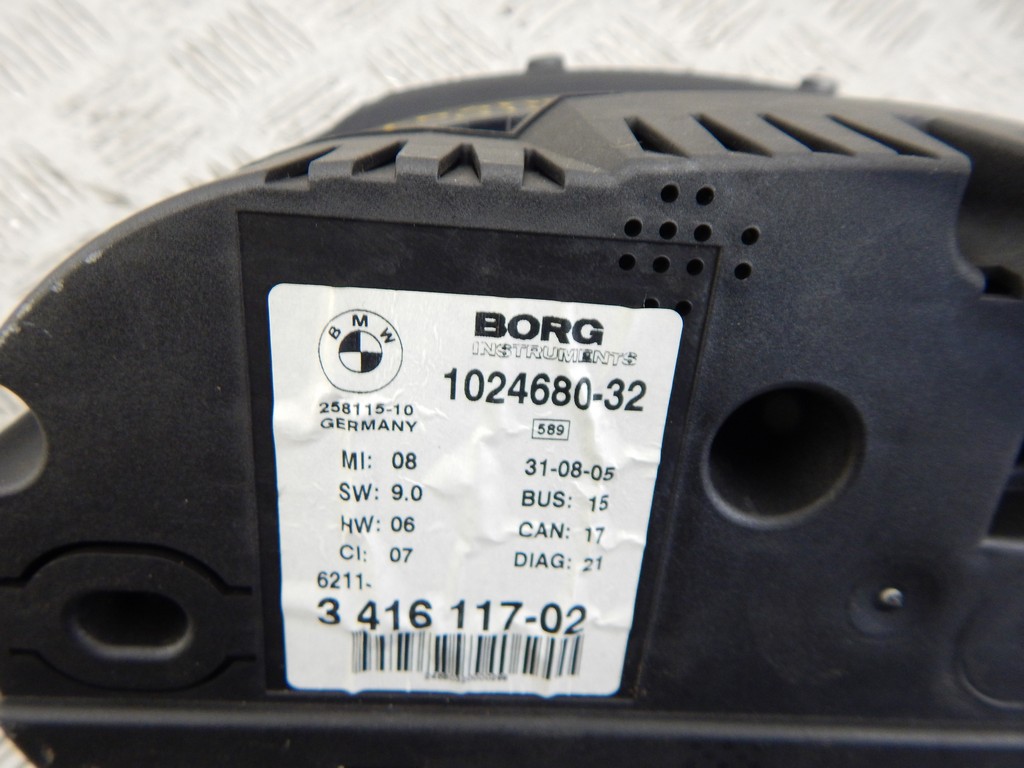 BMW
BORG
INSTRUMENTS
1024680-32
258115-10
GERMANY
589
MI: 08
31-08-05
SW: 9.0
BUS: 15
HW: 06
CAN: 17
CI: 07
DIAG: 21
6211-
3 416 117-02